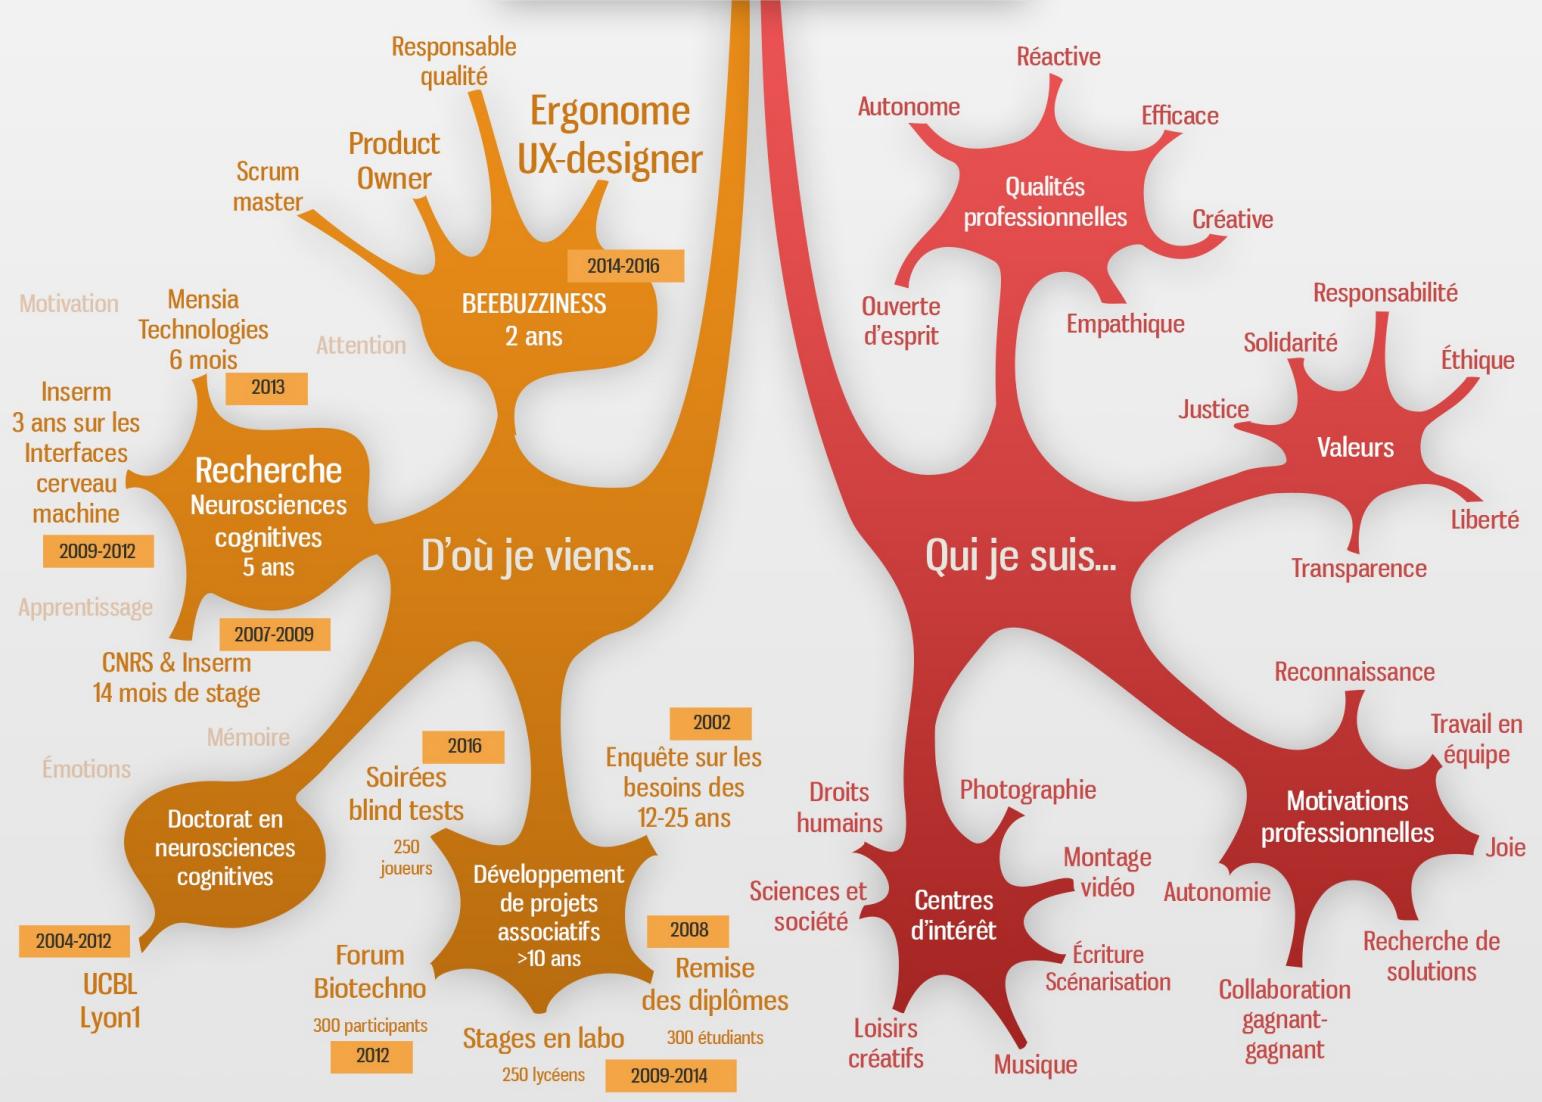 Responsable
qualité
Ergonome
UX-designer
Product
Owner
Scrum
master
2014-2016
BEEBUZZINESS
2 ans
Motivation
Attention
Mensia
Technologies
6 mois
2013
Inserm
3 ans sur les
Interfaces
cerveau
machine
2009-2012
Recherche
Neurosciences
cognitives
5 ans
Apprentissage
2007-2009
CNRS & Inserm
14 mois de stage
Mémoire
Émotions
D'où je viens...
Doctorat en
neurosciences
cognitives
2004-2012
UCBL
Lyon1
2016
Soirées
blind tests
250
joueurs
2002
Enquête sur les
besoins des
12-25 ans
Développement
de projets
associatifs
>10 ans
Forum
Biotechno
300 participants
2012
Stages en labo
250 lycéens
2009-2014
2008
Remise
des diplômes
300 étudiants
Qui je suis...
Réactive
Autonome
Efficace
Qualités
professionnelles
Créative
Ouverte
d'esprit
Empathique
Responsabilité
Solidarité
Éthique
Justice
Valeurs
Liberté
Transparence
Reconnaissance
Travail en
équipe
Motivations
professionnelles
Joie
Autonomie
Recherche de
solutions
Collaboration
gagnant-
gagnant
Photographie
Droits
humains
Montage
vidéo
Sciences et
société
Centres
d'intérêt
Écriture
Scénarisation
Loisirs
créatifs
Musique